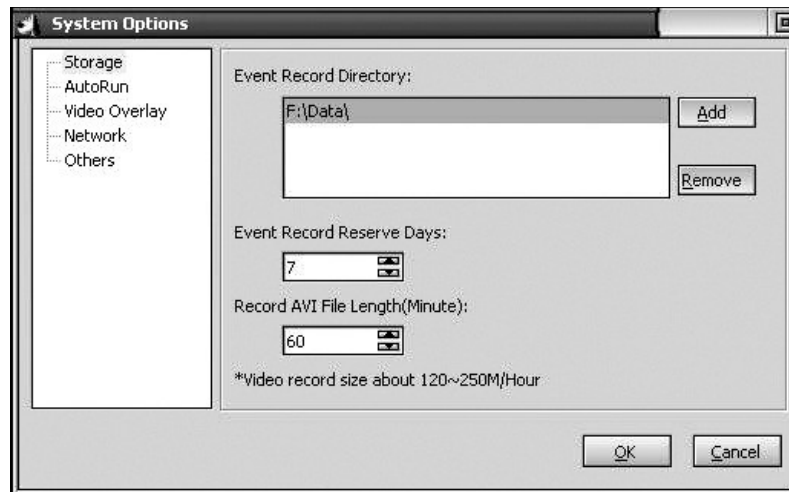 System Options
Storage
AutoRun
Video Overlay
Network
Others
Event Record Directory:
F:\Data\
Add
Remove
Event Record Reserve Days:
7
Record AVI File Length(Minute):
60
*Video record size about 120~250M/Hour
OK
Cancel